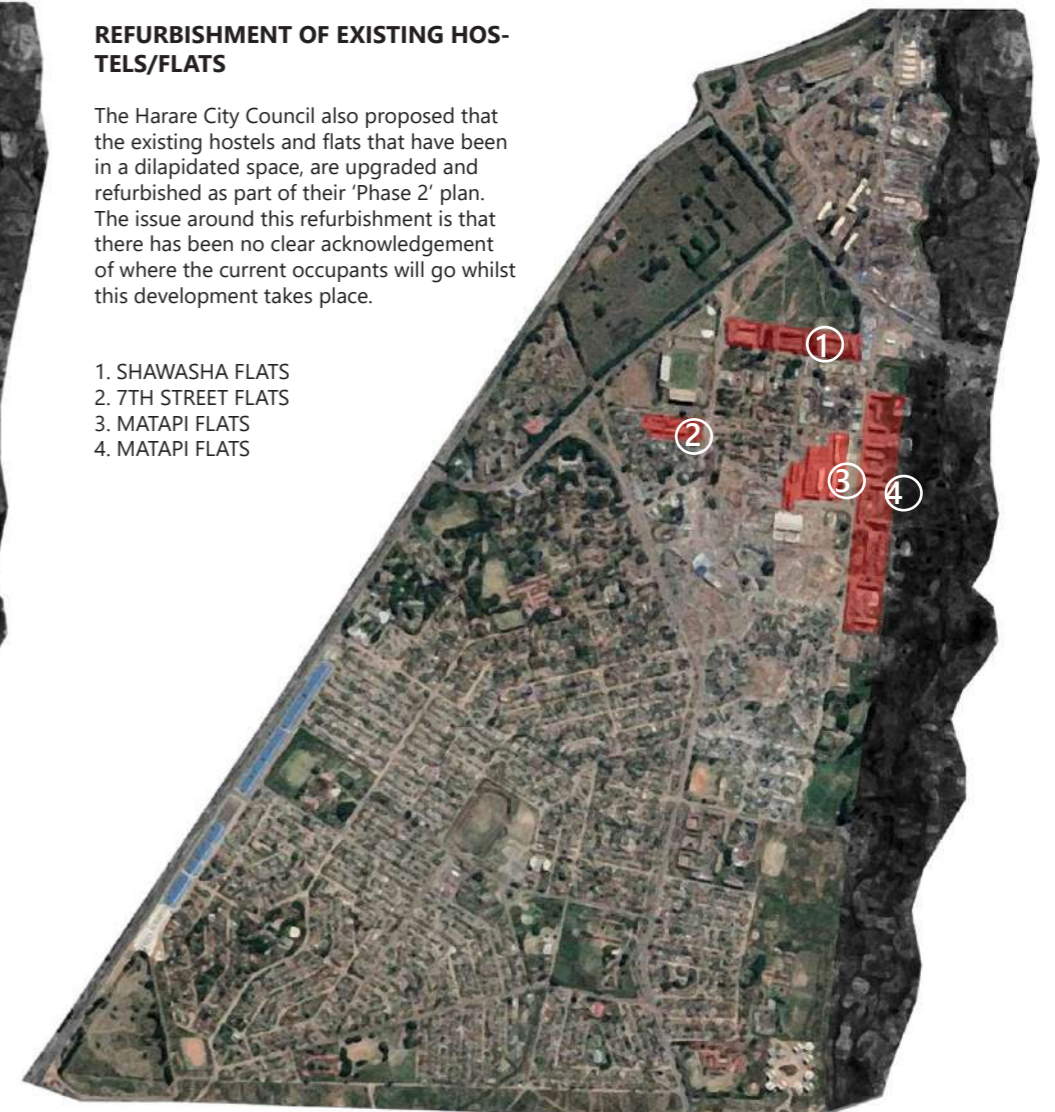 REFURBISHMENT OF EXISTING HOS-
TELS/FLATS
The Harare City Council also proposed that
the existing hostels and flats that have been
in a dilapidated space, are upgraded and
refurbished as part of their ‘Phase 2’ plan.
The issue around this refurbishment is that
there has been no clear acknowledgement
of where the current occupants will go whilst
this development takes place.
1. SHAWASHA FLATS
2. 7TH STREET FLATS
3. MATAPI FLATS
4. MATAPI FLATS
1
2
3
4